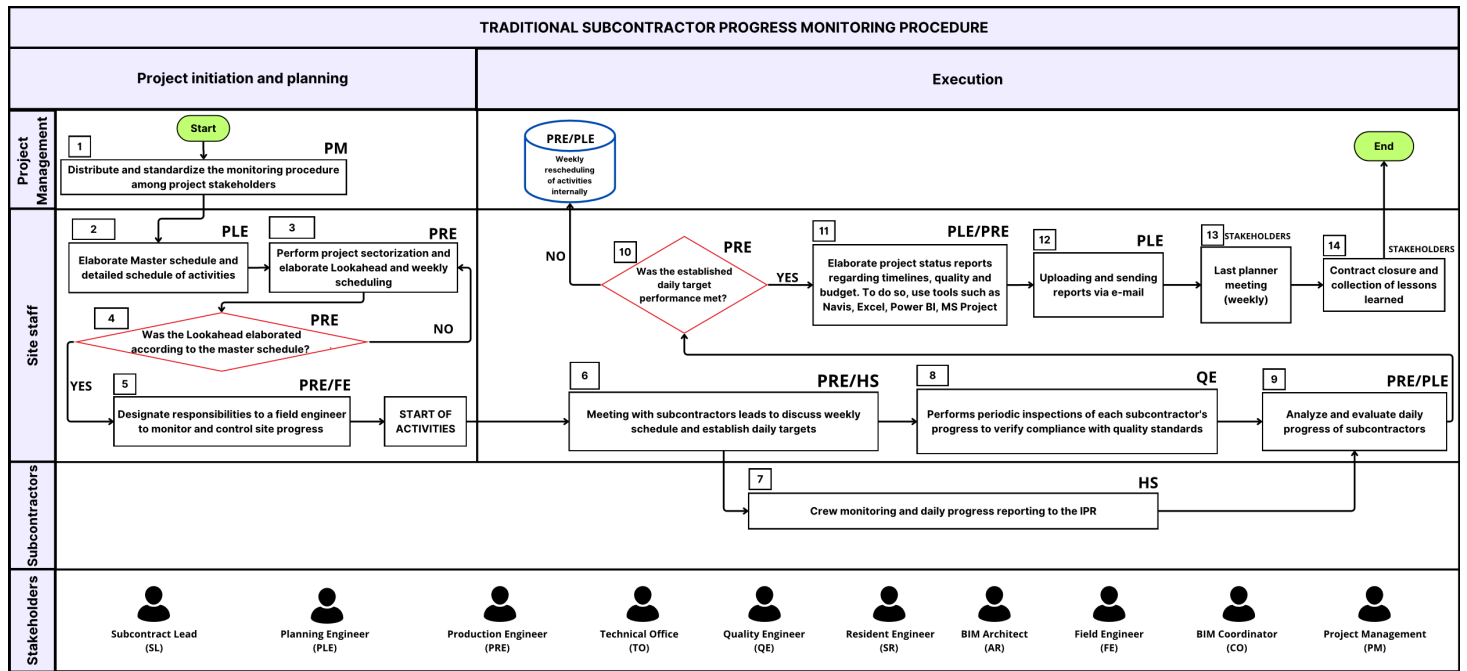 TRADITIONAL SUBCONTRACTOR PROGRESS MONITORING PROCEDURE
Project initiation and planning
Execution
Project
Management
Start
1
PM
Distribute and standardize the monitoring procedure
among project stakeholders
PRE/PLE
Weekly
rescheduling
of activities
internally
End
Site staff
2
PLE
Elaborate Master schedule and
detailed schedule of activities
3
PRE
Perform project sectorization and
elaborate Lookahead and weekly
scheduling
4
PRE
Was the Lookahead elaborated
according to the master schedule?
NO
YES
5
PRE/FE
Designate responsibilities to a field engineer
to monitor and control site progress
START OF
ACTIVITIES
NO
10
PRE
Was the established
daily target
performance met?
YES
11
PLE/PRE
Elaborate project status reports
regarding timelines, quality and
budget. To do so, use tools such as
Navis, Excel, Power BI, MS Project
12
PLE
Uploading and sending
reports via e-mail
13
STAKEHOLDERS
Last planner
meeting
(weekly)
14
STAKEHOLDERS
Contract closure and
collection of lessons
learned
6
PRE/HS
Meeting with subcontractors leads to discuss weekly
schedule and establish daily targets
8
QE
Performs periodic inspections of each subcontractor's
progress to verify compliance with quality standards
9
PRE/PLE
Analyze and evaluate daily
progress of subcontractors
Subcontractors
7
HS
Crew monitoring and daily progress reporting to the IPR
Stakeholders
Subcontract Lead
(SL)
Planning Engineer
(PLE)
Production Engineer
(PRE)
Technical Office
(TO)
Quality Engineer
(QE)
Resident Engineer
(SR)
BIM Architect
(AR)
Field Engineer
(FE)
BIM Coordinator
(CO)
Project Management
(PM)